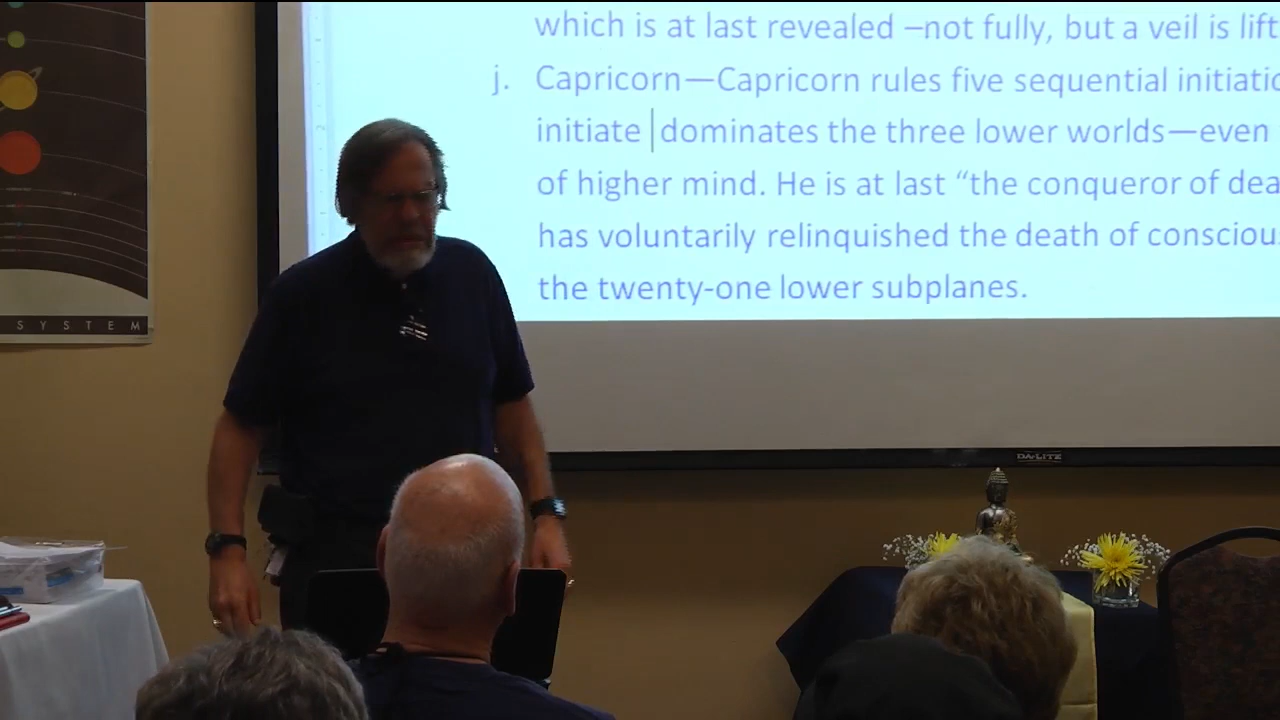 which is at last revealed –not fully, but a veil is lift
j. Capricorn—Capricorn rules five sequential initiatio
initiate dominates the three lower worlds—even
of higher mind. He is at last “the conqueror of dea
has voluntarily relinquished the death of consciou
the twenty-one lower subplanes.
SYSTEM
DA-LITE